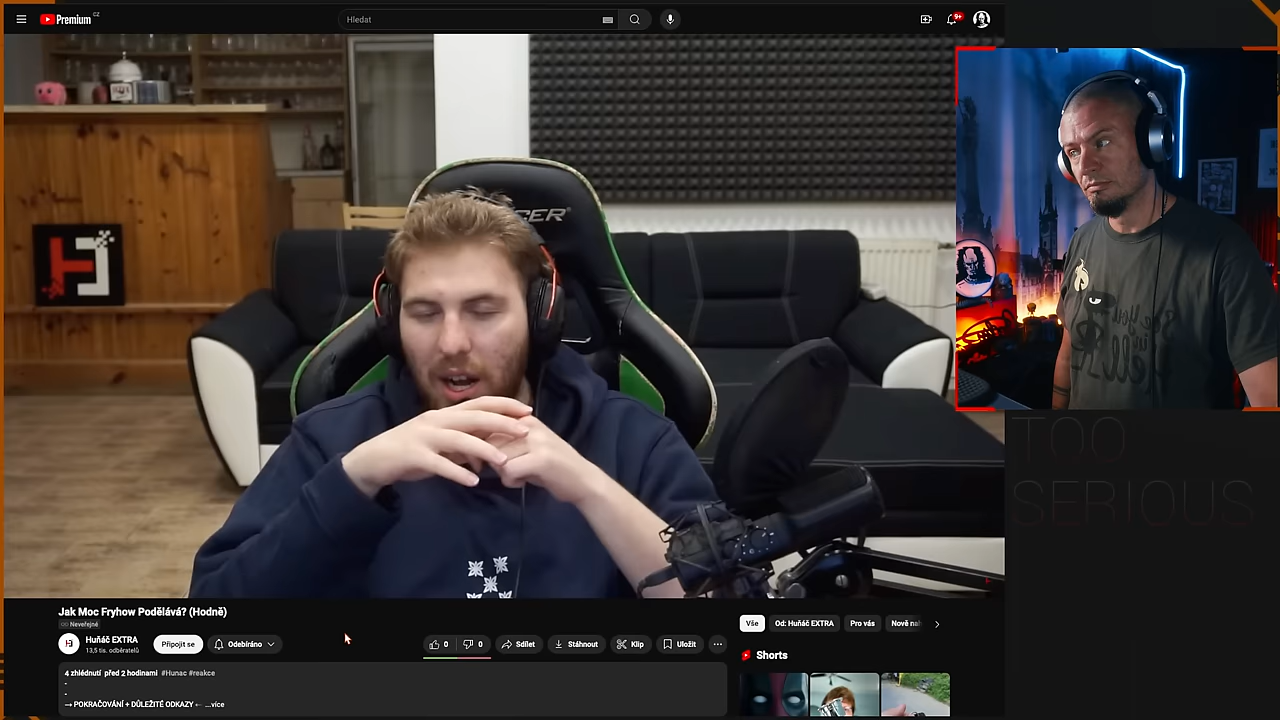 Premium CZ
Hledat
9+
CER
TOO
SERIOUS
Jak Moc Fryhow Podělává? (Hodně)
Neveřejné
Huňáč EXTRA
13,5 tis. odběratelů
Připojit se
Odebíráno
0
0
Sdílet
Stáhnout
Klip
Uložit
Vše
Od: Huňáč EXTRA
Pro vás
Nově
Shorts
4 zhlédnutí před 2 hodinami #Hunac #reakce
-
-
→ POKRAČOVÁNÍ + DŮLEŽITÉ ODKAZY ← ...více